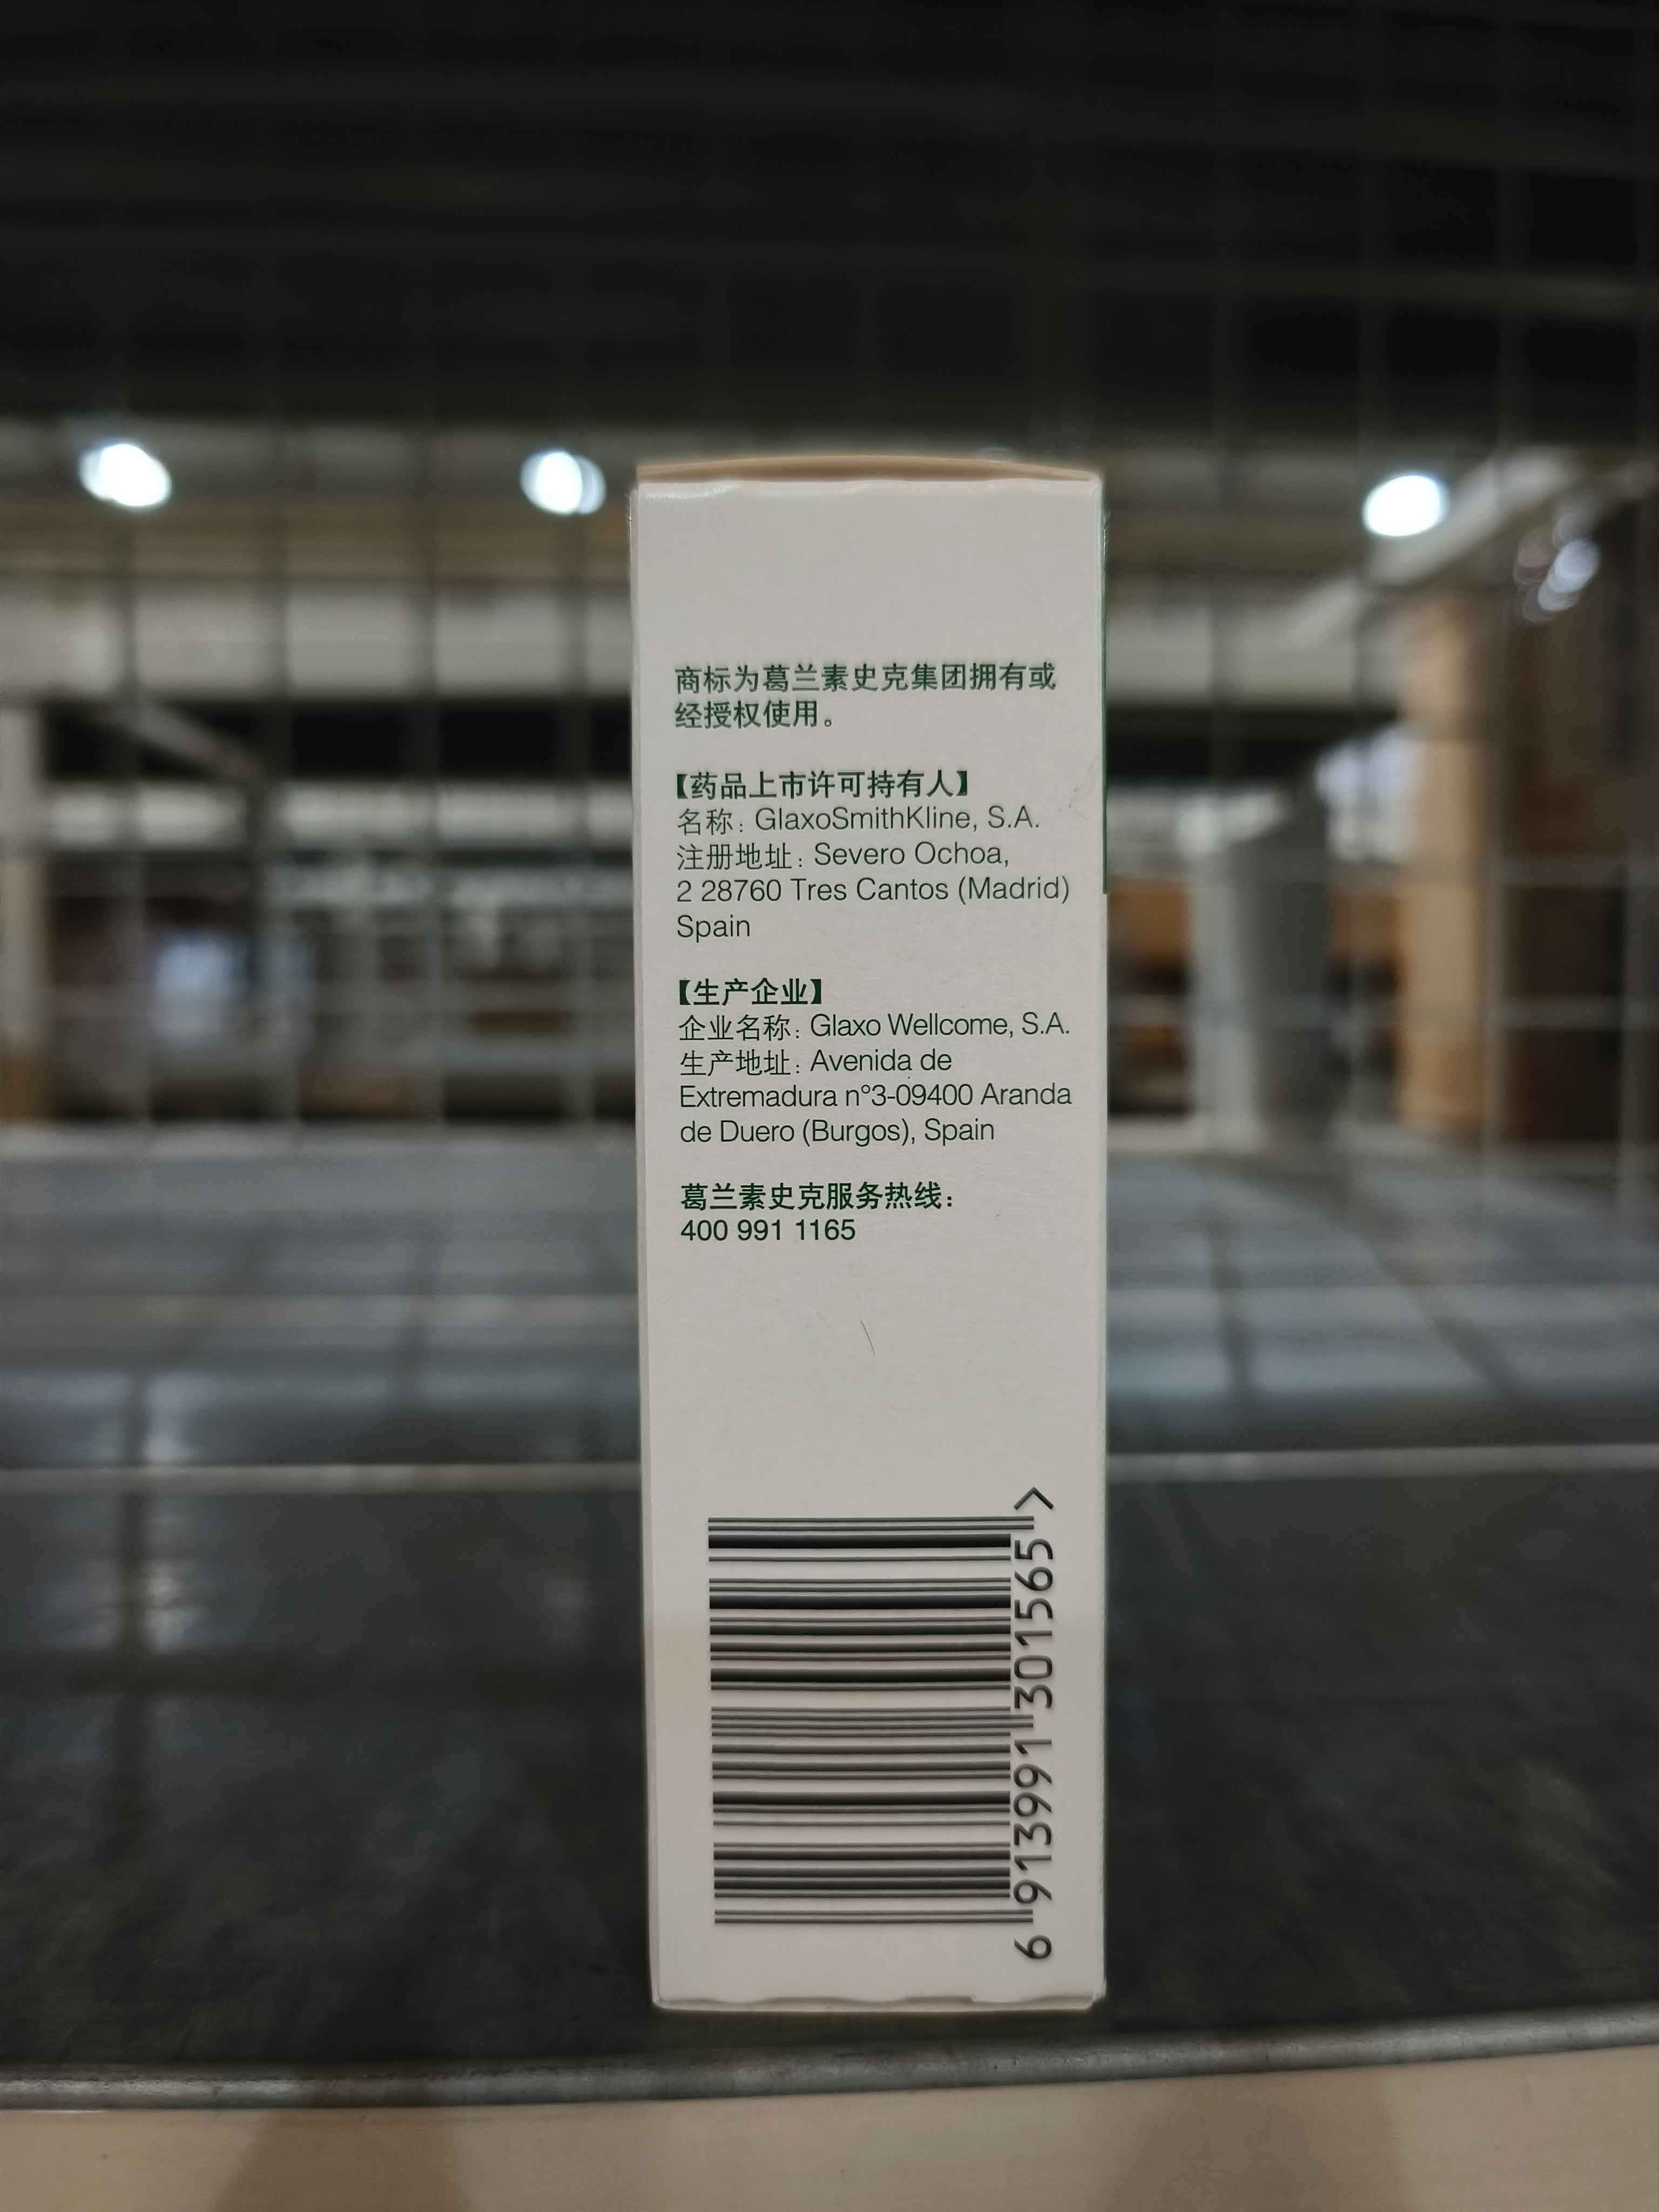 商标为葛兰素史克集团拥有或
经授权使用。
【药品上市许可持有人】
名称: GlaxoSmithKline, S.A.
注册地址: Severo Ochoa,
2 28760 Tres Cantos (Madrid)
Spain
【生产企业】
企业名称: Glaxo Wellcome, S.A.
生产地址: Avenida de
Extremadura nº3-09400 Aranda
de Duero (Burgos), Spain
葛兰素史克服务热线:
400 991 1165
6 913991 301565 >